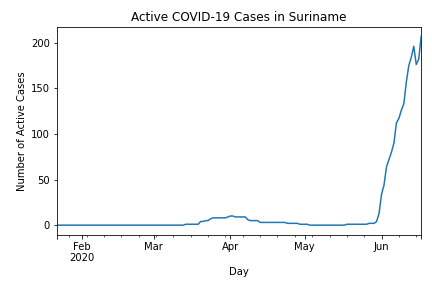 Active COVID-19 Cases in Suriname
Number of Active Cases
200
150
100
50
0
Feb Mar Apr May Jun
2020
Day